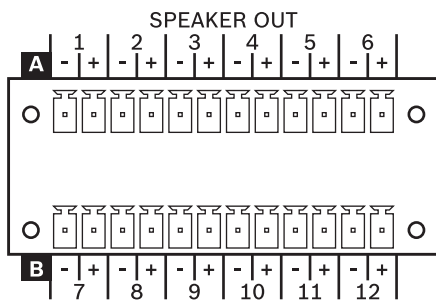 SPEAKER OUT
1 2 3 4 5 6
A - + - + - + - + - + - +
B - + - + - + - + - + - +
7 8 9 10 11 12